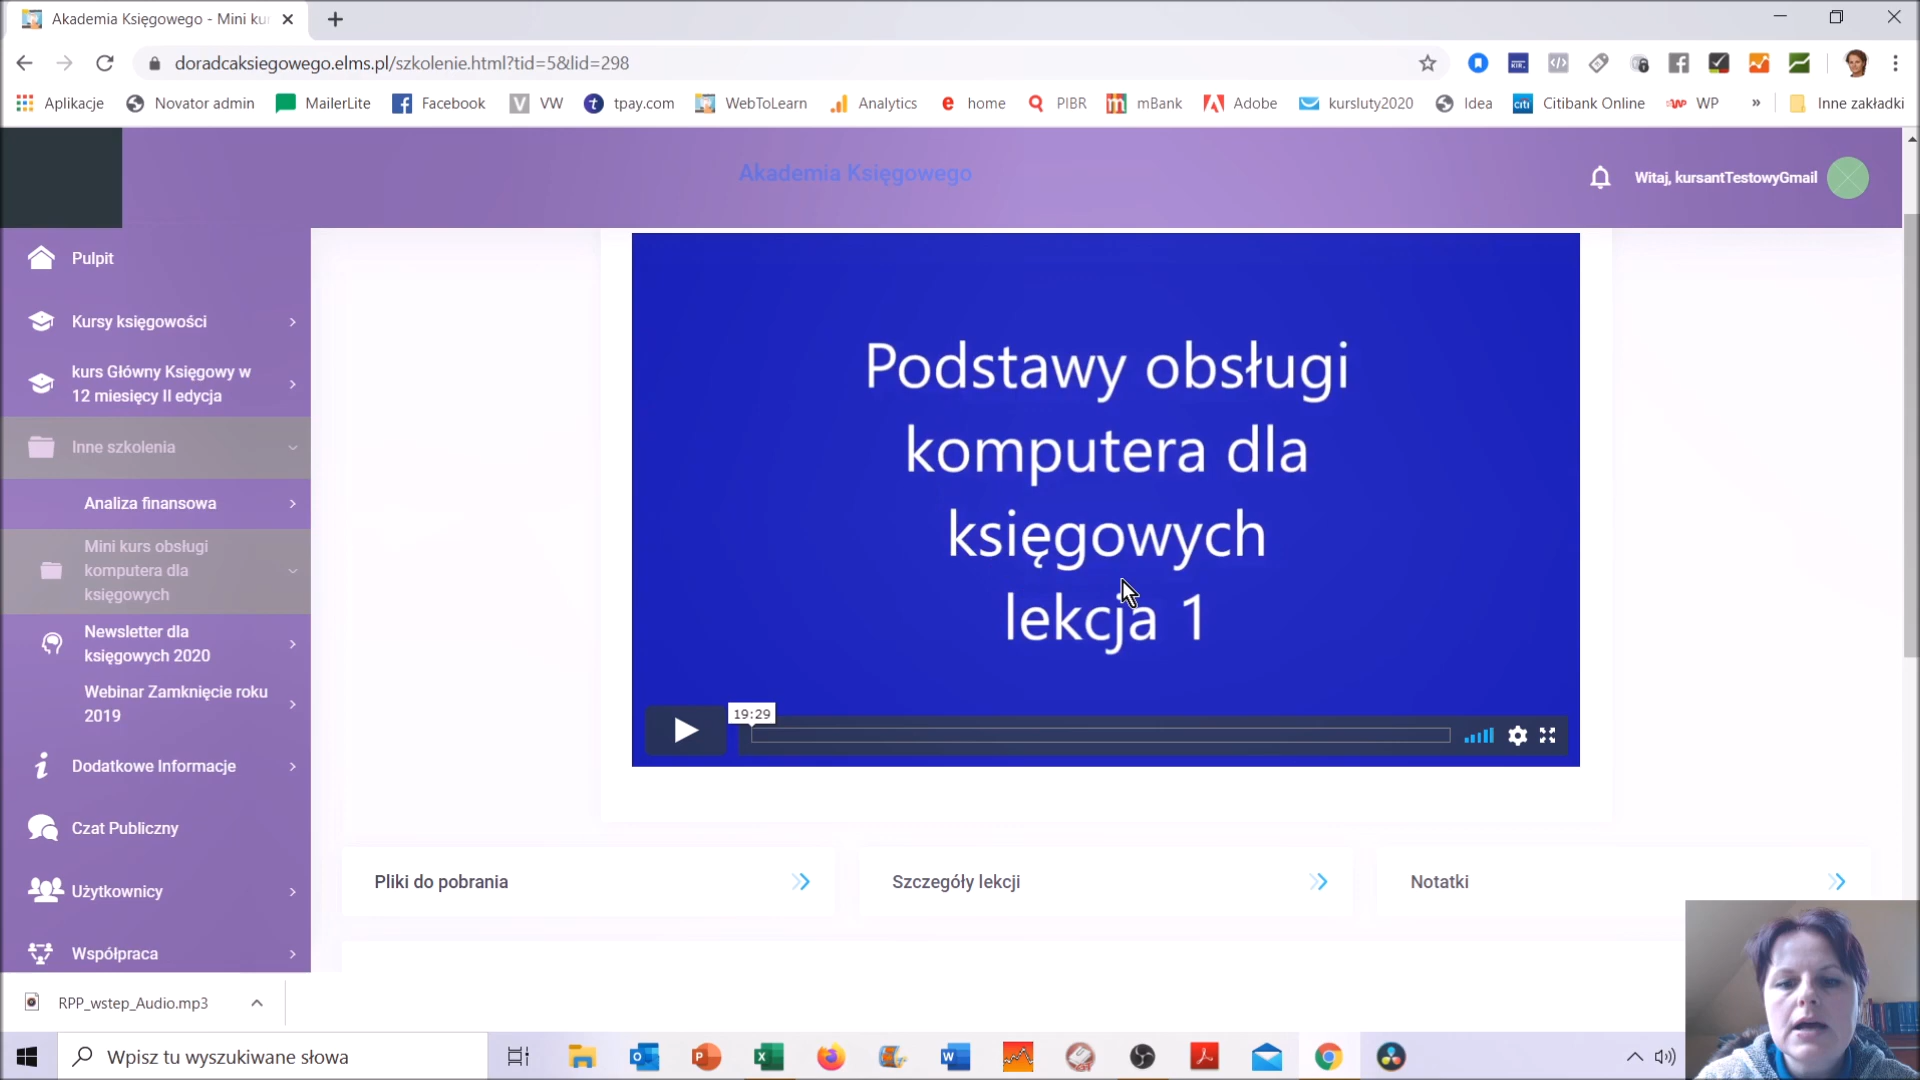 Akademia Księgowego - Mini ku
doradcaksiegowego.elms.pl/szkolenie.html?tid=5&lid=298
Aplikacje Novator admin MailerLite Facebook VW tpay.com WebToLearn Analytics home PIBR mBank Adobe kursluty2020 Idea Citibank Online WP » Inne zakładki
Akademia Księgowego
Witaj, kursantTestowyGmail
Pulpit
Kursy księgowości
kurs Główny Księgowy w
12 miesięcy II edycja
Inne szkolenia
Analiza finansowa
Mini kurs obsługi
komputera dla
księgowych
Newsletter dla
księgowych 2020
Webinar Zamknięcie roku
2019
Dodatkowe Informacje
Czat Publiczny
Użytkownicy
Współpraca
Podstawy obsługi
komputera dla
księgowych
lekcja 1
19:29
Pliki do pobrania
Szczegóły lekcji
Notatki
RPP_wstep_Audio.mp3
Wpisz tu wyszukiwane słowa